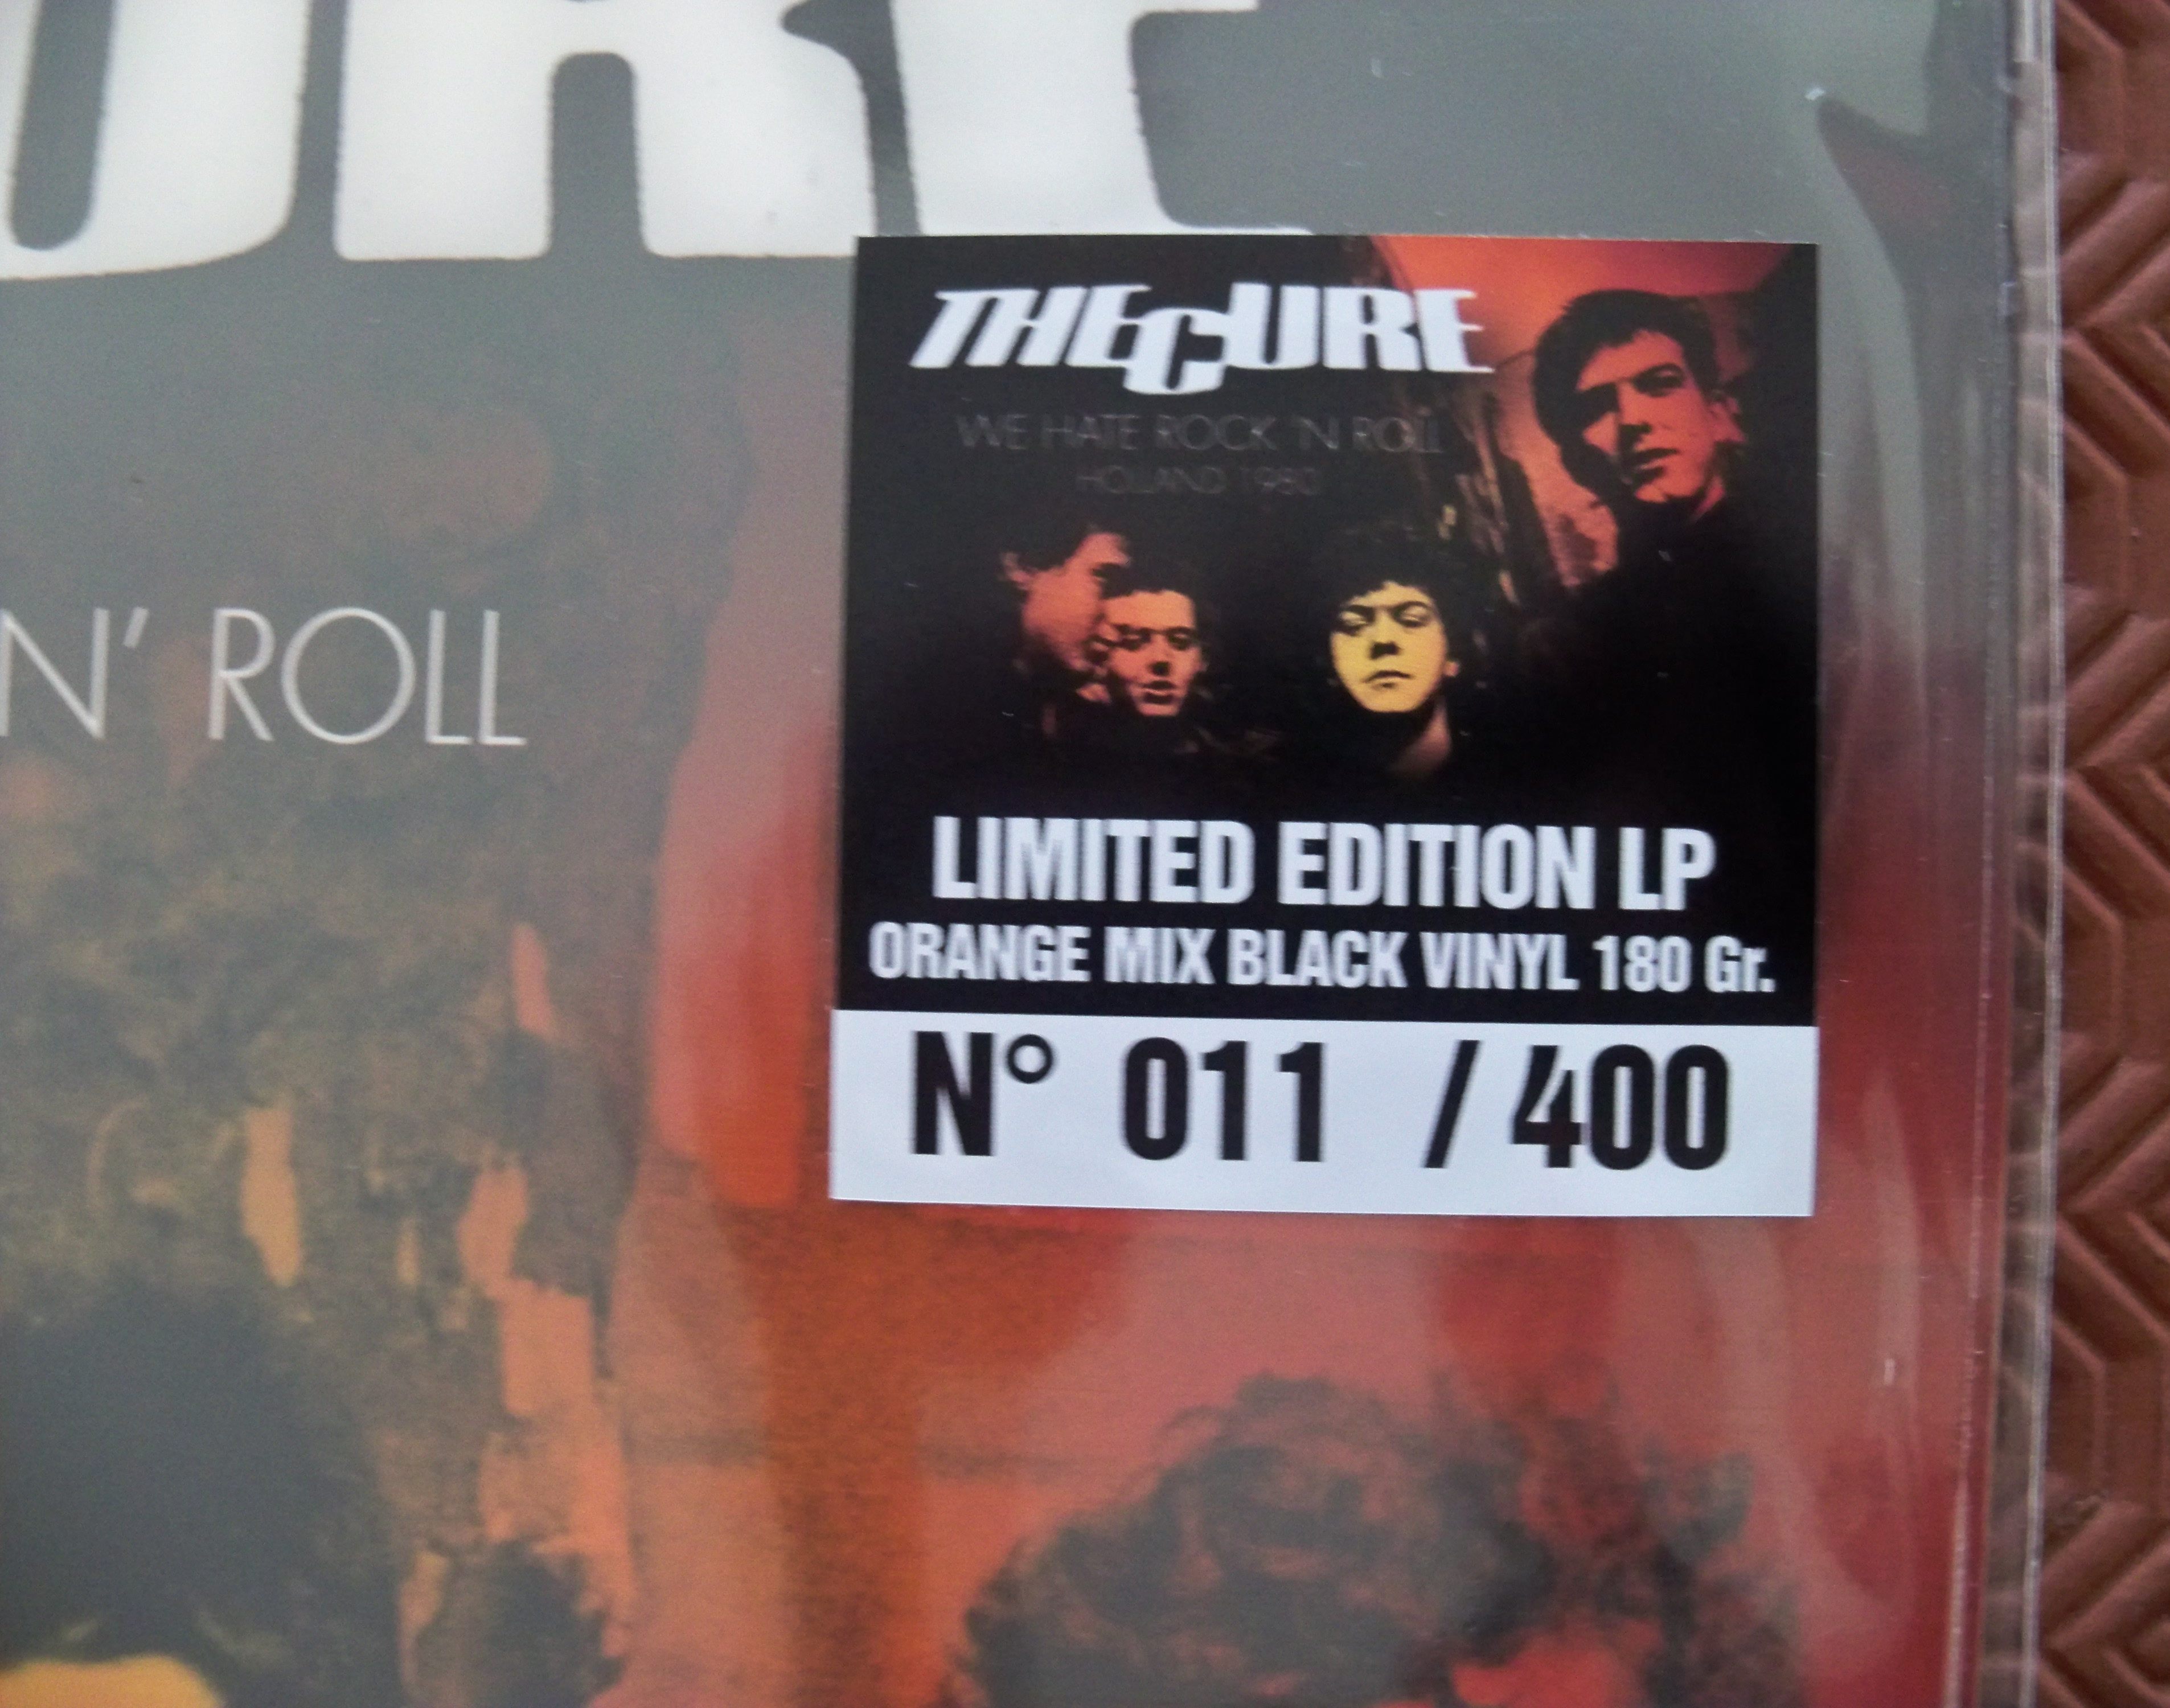 URE
N' ROLL
THE CURE
WE HATE ROCK 'N ROLL
HOLLAND 1980
LIMITED EDITION LP
ORANGE MIX BLACK VINYL 180 Gr.
N° 011 / 400